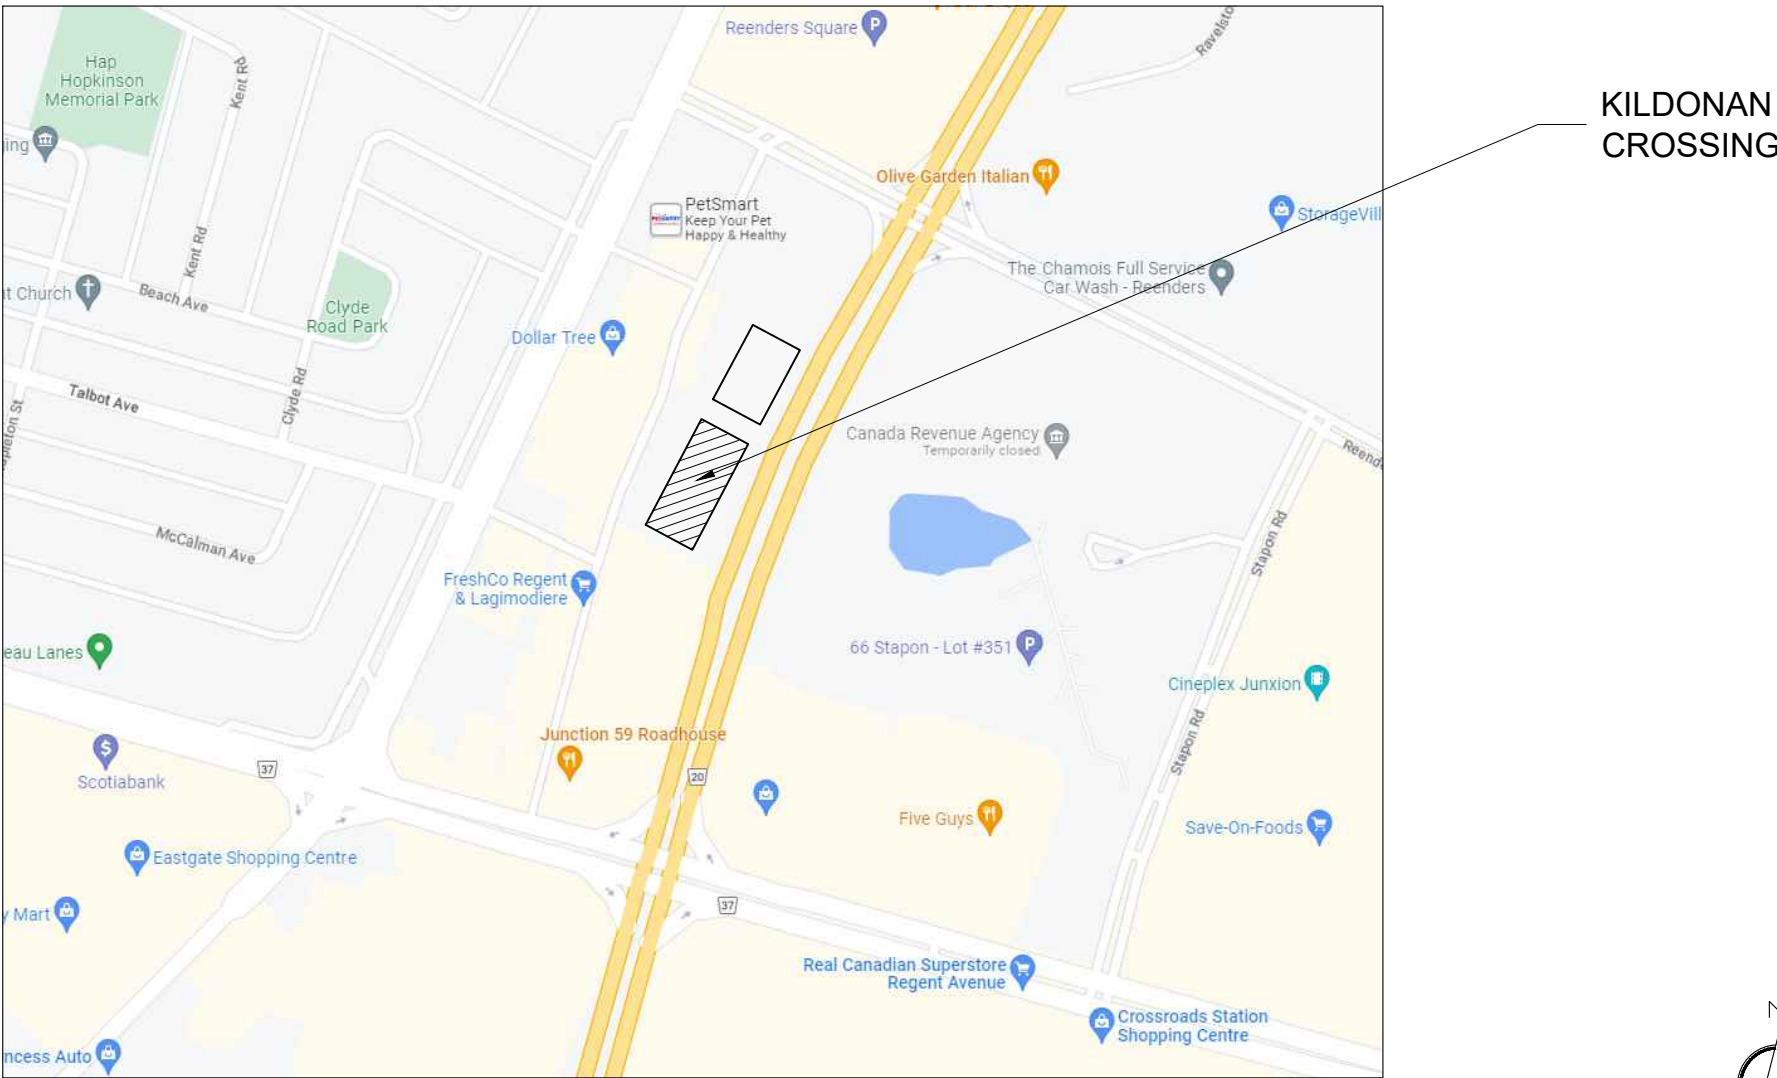 Reenders Square
P
Hap
Hopkinson
Memorial Park
Kent Rd
KILDONAN
CROSSING
Olive Garden Italian
PetSmart
Keep Your Pet
Happy & Healthy
StorageVill
Kent Rd
The Chamois Full Service
Car Wash - Reenders
Church
Beach Ave
Clyde
Road Park
Dollar Tree
Clyde Rd
Talbot Ave
Canada Revenue Agency
Temporarily closed
McCalman Ave
Stapon Rd
FreshCo Regent
& Lagimodiere
eau Lanes
66 Stapon - Lot #351
P
Cineplex Junxion
Stapon Rd
Junction 59 Roadhouse
$
Scotiabank
37
20
Five Guys
Save-On-Foods
Eastgate Shopping Centre
37
y Mart
Real Canadian Superstore
Regent Avenue
Crossroads Station
Shopping Centre
ncess Auto